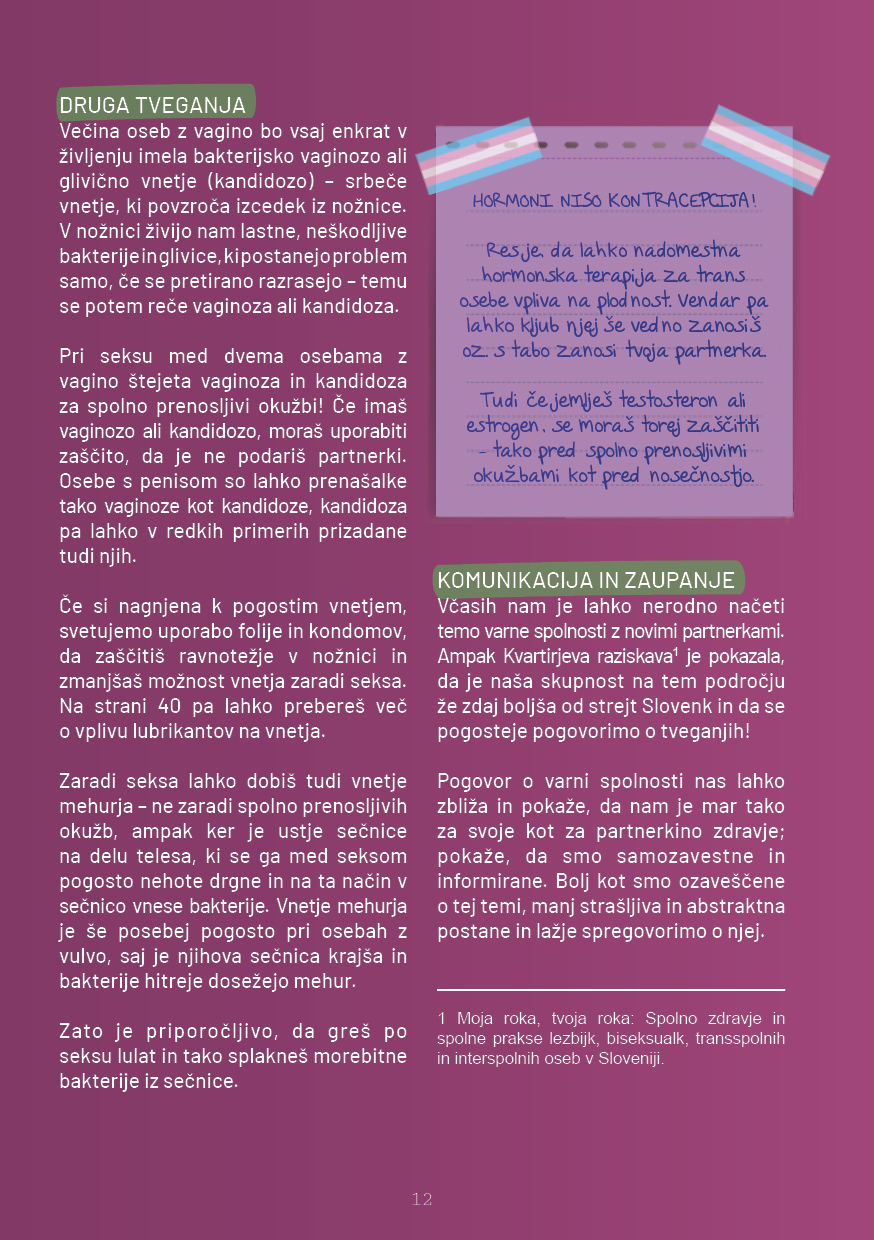 DRUGA TVEGANJA
Večina oseb z vagino bo vsaj enkrat v
življenju imela bakterijsko vaginozo ali
glivično vnetje (kandidozo) – srbeče
vnetje, ki povzroča izcedek iz nožnice.
V nožnici živijo nam lastne, neškodljive
bakterije in glivice, ki postanejo problem
samo, če se pretirano razrasejo – temu
se potem reče vaginoza ali kandidoza.
Pri seksu med dvema osebama z
vagino štejeta vaginoza in kandidoza
za spolno prenosljivi okužbi! Če imaš
vaginozo ali kandidozo, moraš uporabiti
zaščito, da je ne podariš partnerki.
Osebe s penisom so lahko prenašalke
tako vaginoze kot kandidoze, kandidoza
pa lahko v redkih primerih prizadane
tudi njih.
Če si nagnjena k pogostim vnetjem,
svetujemo uporabo folije in kondomov,
da zaščitiš ravnotežje v nožnici in
zmanjšaš možnost vnetja zaradi seksa.
Na strani 40 pa lahko prebereš več
o vplivu lubrikantov na vnetja.
Zaradi seksa lahko dobiš tudi vnetje
mehurja – ne zaradi spolno prenosljivih
okužb, ampak ker je ustje sečnice
na delu telesa, ki se ga med seksom
pogosto nehote drgne in na ta način v
sečnico vnese bakterije. Vnetje mehurja
je še posebej pogosto pri osebah z
vulvo, saj je njihova sečnica krajša in
bakterije hitreje dosežejo mehur.
Zato je priporočljivo, da greš po
seksu lulat in tako splakneš morebitne
bakterije iz sečnice.
HORMONI NISO KONTRACEPCIJA!
Res je, da lahko nadomestna
hormonska terapija za trans
osebe vpliva na plodnost. Vendar pa
lahko kljub njej še vedno zanosiš
oz. s tabo zanosi tvoja partnerka.
Tudi če jemlješ testosteron ali
estrogen, se moraš torej zaščititi
- tako pred spolno prenosljivimi
okužbami kot pred nosečnostjo.
KOMUNIKACIJA IN ZAUPANJE
Včasih nam je lahko nerodno načeti
temo varne spolnosti z novimi partnerkami.
Ampak Kvartirjeva raziskava¹ je pokazala,
da je naša skupnost na tem področju
že zdaj boljša od strejt Slovenk in da se
pogosteje pogovorimo o tveganjih!
Pogovor o varni spolnosti nas lahko
zbliža in pokaže, da nam je mar tako
za svoje kot za partnerkino zdravje;
pokaže, da smo samozavestne in
informirane. Bolj kot smo ozaveščene
o tej temi, manj strašljiva in abstraktna
postane in lažje spregovorimo o njej.
1 Moja roka, tvoja roka: Spolno zdravje in
spolne prakse lezbijk, biseksualk, transspolnih
in interspolnih oseb v Sloveniji.
12